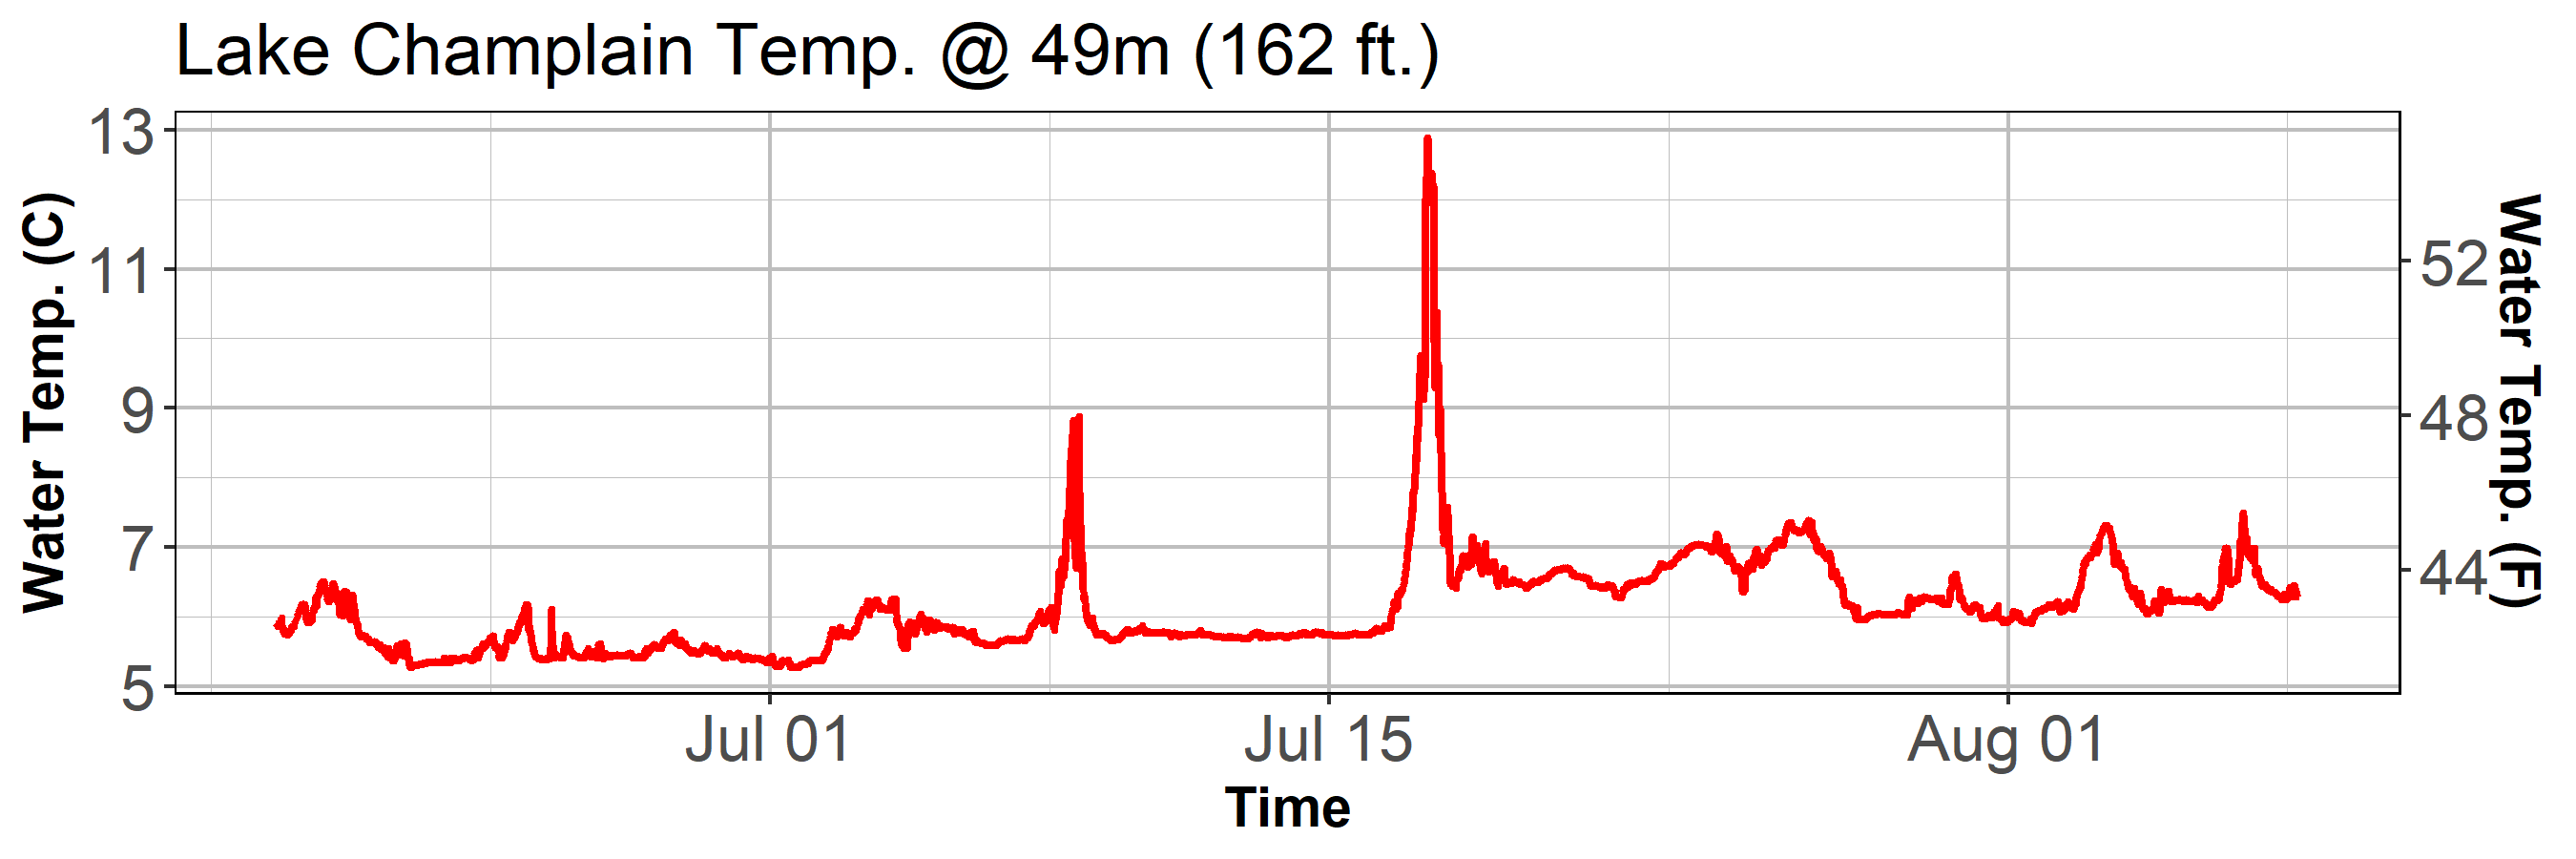 Lake Champlain Temp. @ 49m (162 ft.)
Water Temp. (C)
13
11
9
7
5
52
48
44
Water Temp. (F)
Jul 01
Jul 15
Aug 01
Time